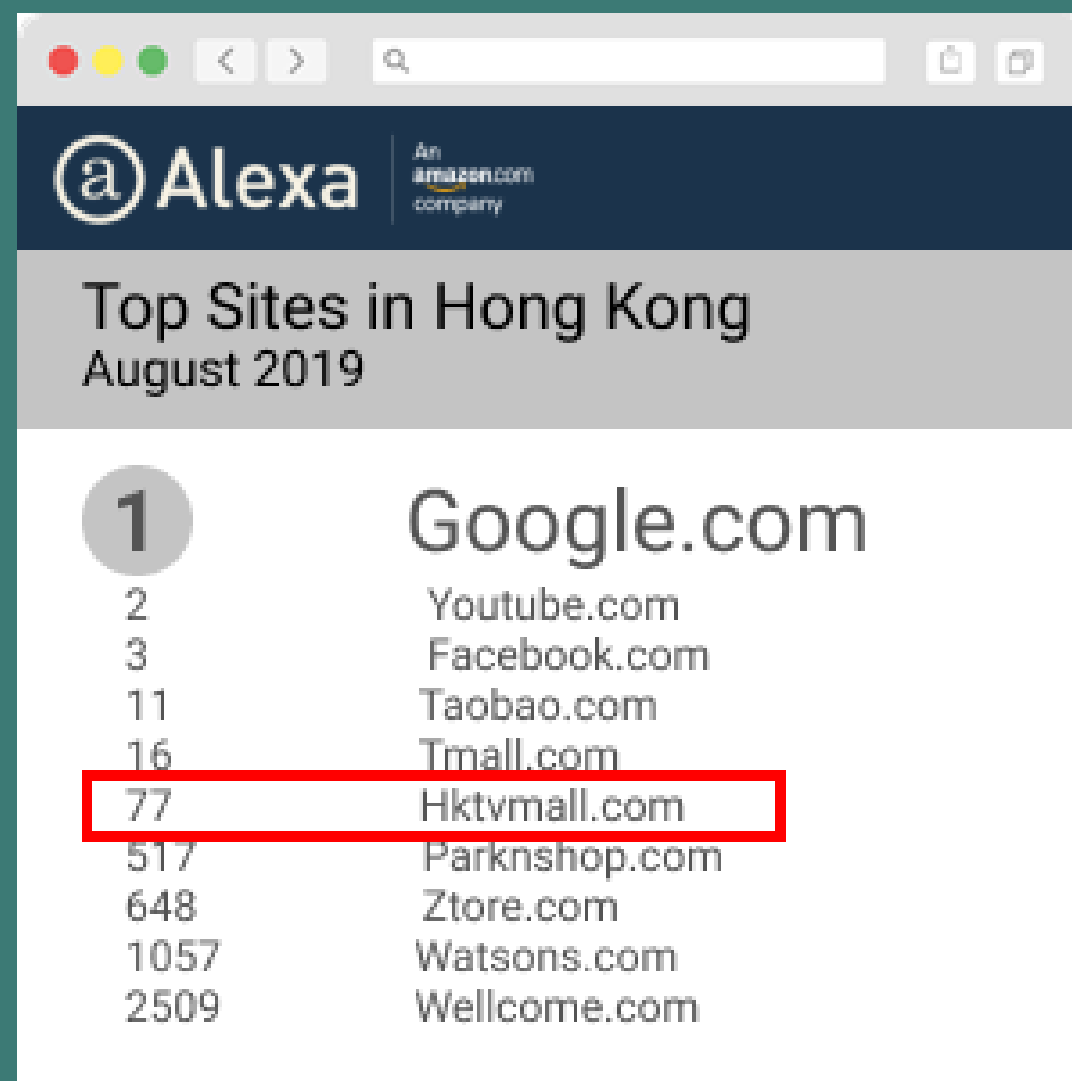 a Alexa
An
amazon.com
company
Top Sites in Hong Kong
August 2019
1 Google.com
2 Youtube.com
3 Facebook.com
11 Taobao.com
16 Tmall.com
77 Hktvmall.com
517 Parknshop.com
648 Ztore.com
1057 Watsons.com
2509 Wellcome.com